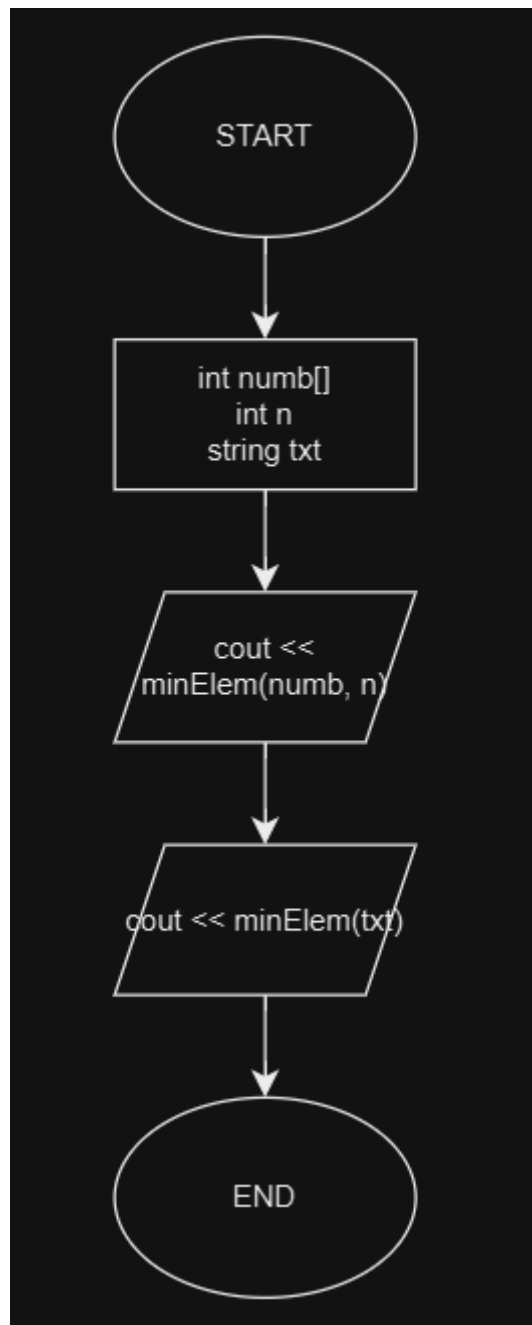 START
int numb[]
int n
string txt
cout <<
minElem(numb, n)
cout << minElem(txt)
END